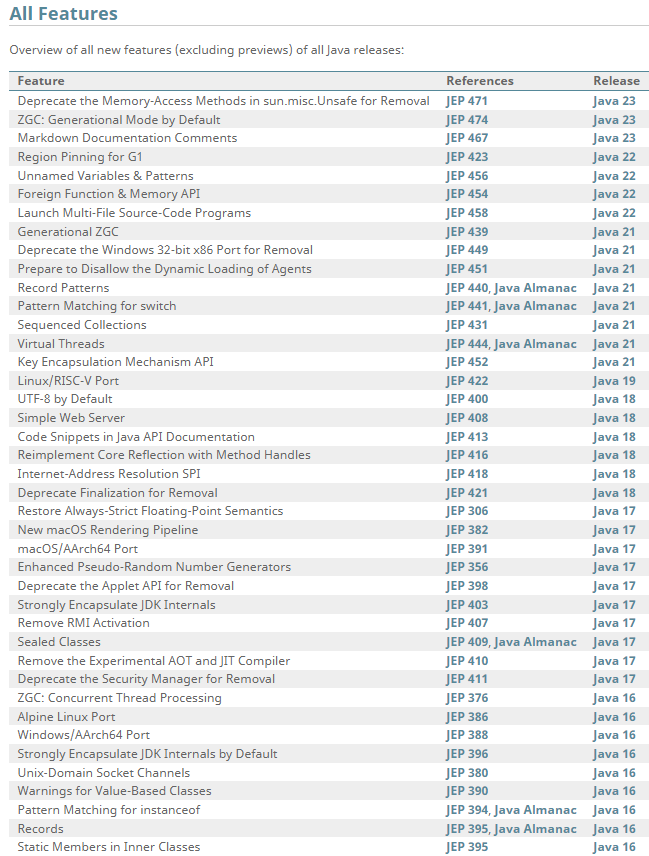 All Features
Overview of all new features (excluding previews) of all Java releases:
Feature References Release
Deprecate the Memory-Access Methods in sun.misc.Unsafe for Removal JEP 471 Java 23
ZGC: Generational Mode by Default JEP 474 Java 23
Markdown Documentation Comments JEP 467 Java 23
Region Pinning for G1 JEP 423 Java 22
Unnamed Variables & Patterns JEP 456 Java 22
Foreign Function & Memory API JEP 454 Java 22
Launch Multi-File Source-Code Programs JEP 458 Java 22
Generational ZGC JEP 439 Java 21
Deprecate the Windows 32-bit x86 Port for Removal JEP 449 Java 21
Prepare to Disallow the Dynamic Loading of Agents JEP 451 Java 21
Record Patterns JEP 440, Java Almanac Java 21
Pattern Matching for switch JEP 441, Java Almanac Java 21
Sequenced Collections JEP 431 Java 21
Virtual Threads JEP 444, Java Almanac Java 21
Key Encapsulation Mechanism API JEP 452 Java 21
Linux/RISC-V Port JEP 422 Java 19
UTF-8 by Default JEP 400 Java 18
Simple Web Server JEP 408 Java 18
Code Snippets in Java API Documentation JEP 413 Java 18
Reimplement Core Reflection with Method Handles JEP 416 Java 18
Internet-Address Resolution SPI JEP 418 Java 18
Deprecate Finalization for Removal JEP 421 Java 18
Restore Always-Strict Floating-Point Semantics JEP 306 Java 17
New macOS Rendering Pipeline JEP 382 Java 17
macOS/AArch64 Port JEP 391 Java 17
Enhanced Pseudo-Random Number Generators JEP 356 Java 17
Deprecate the Applet API for Removal JEP 398 Java 17
Strongly Encapsulate JDK Internals JEP 403 Java 17
Remove RMI Activation JEP 407 Java 17
Sealed Classes JEP 409, Java Almanac Java 17
Remove the Experimental AOT and JIT Compiler JEP 410 Java 17
Deprecate the Security Manager for Removal JEP 411 Java 17
ZGC: Concurrent Thread Processing JEP 376 Java 16
Alpine Linux Port JEP 386 Java 16
Windows/AArch64 Port JEP 388 Java 16
Strongly Encapsulate JDK Internals by Default JEP 396 Java 16
Unix-Domain Socket Channels JEP 380 Java 16
Warnings for Value-Based Classes JEP 390 Java 16
Pattern Matching for instanceof JEP 394, Java Almanac Java 16
Records JEP 395, Java Almanac Java 16
Static Members in Inner Classes JEP 395 Java 16